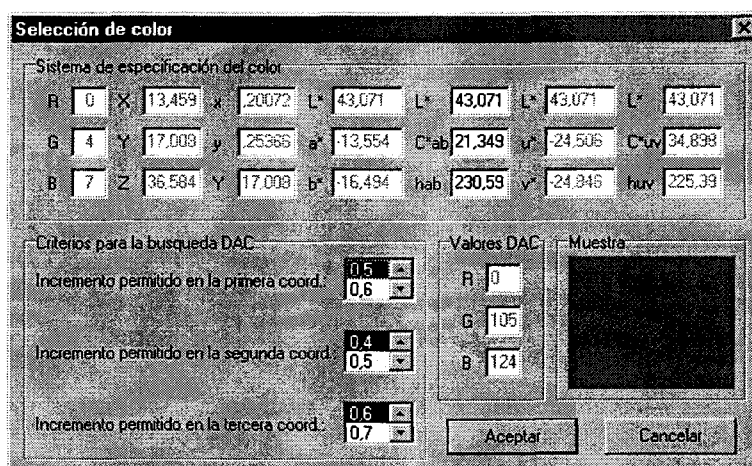 Selección de color
Sistema de especificación del color
R 0 X 13,459 x ,20072 L* 43,071 L* 43,071 L* 43,071 L* 43,071
G 4 Y 17,009 y ,25366 a* -13,554 C*ab 21,349 u* -24,506 C*uv 34,898
B 7 Z 36,584 Y 17,009 b* -16,494 hab 230,59 v* -24,846 huv 225,39
Criterios para la busqueda DAC
Valores DAC
Muestra
Incremento permitido en la primera coord.:
0,5
0,6
R 0
G 105
B 124
Incremento permitido en la segunda coord.:
0,4
0,5
Incremento permitido en la tercera coord.:
0,6
0,7
Aceptar
Cancelar